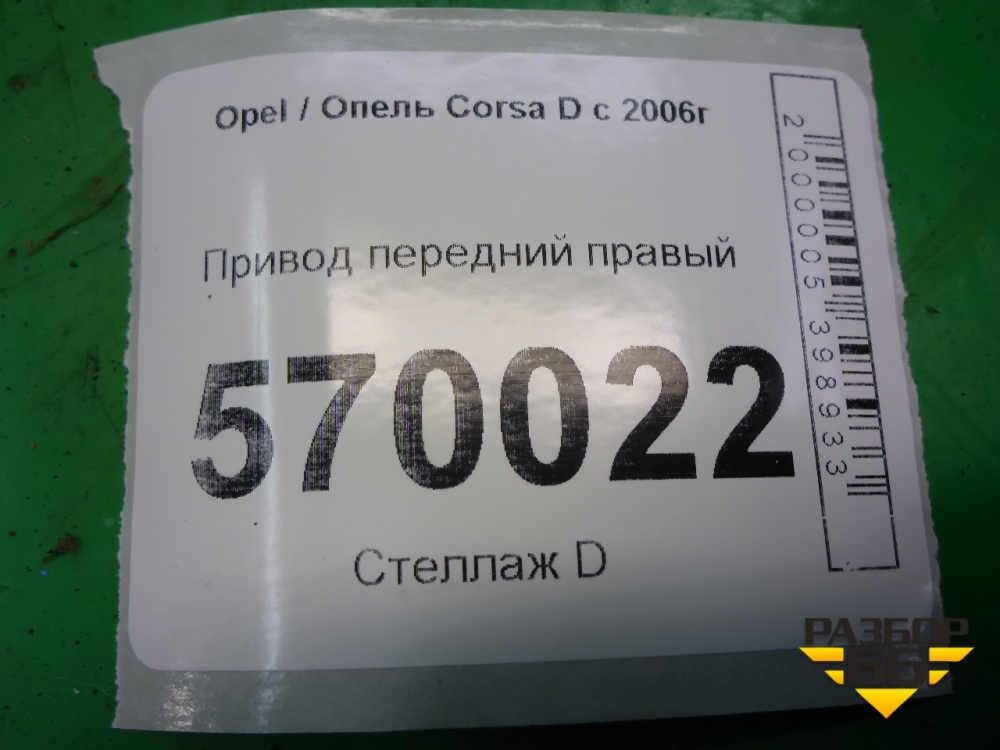 Opel / Опель Corsa D с 2006г
Привод передний правый
570022
Стеллаж D
2000005398933
РАЗБОР
66